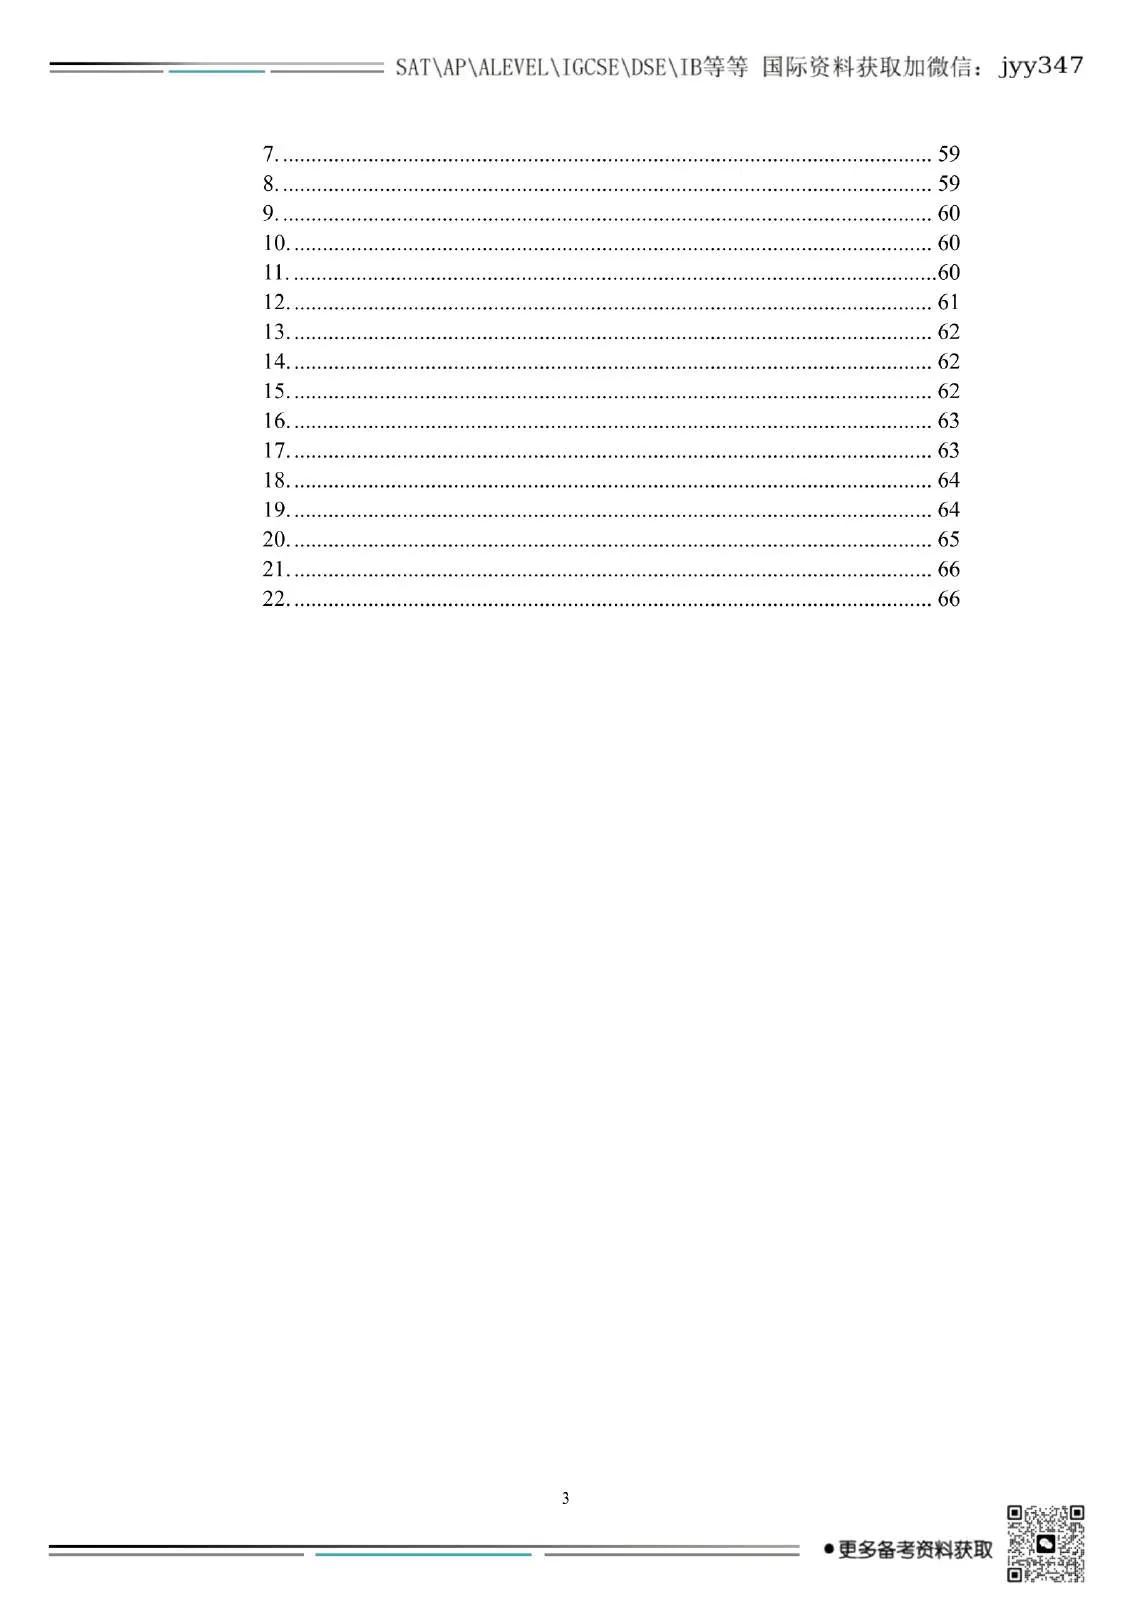 SAT\AP\ALEVEL\IGCSE\DSE\IB等等 国际资料获取加微信: jyy347
7. ........ 59
8. ........ 59
9. ........ 60
10. ........ 60
11. ........ 60
12. ........ 61
13. ........ 62
14. ........ 62
15. ........ 62
16. ........ 63
17. ........ 63
18. ........ 64
19. ........ 64
20. ........ 65
21. ........ 66
22. ........ 66
3
●更多备考资料获取